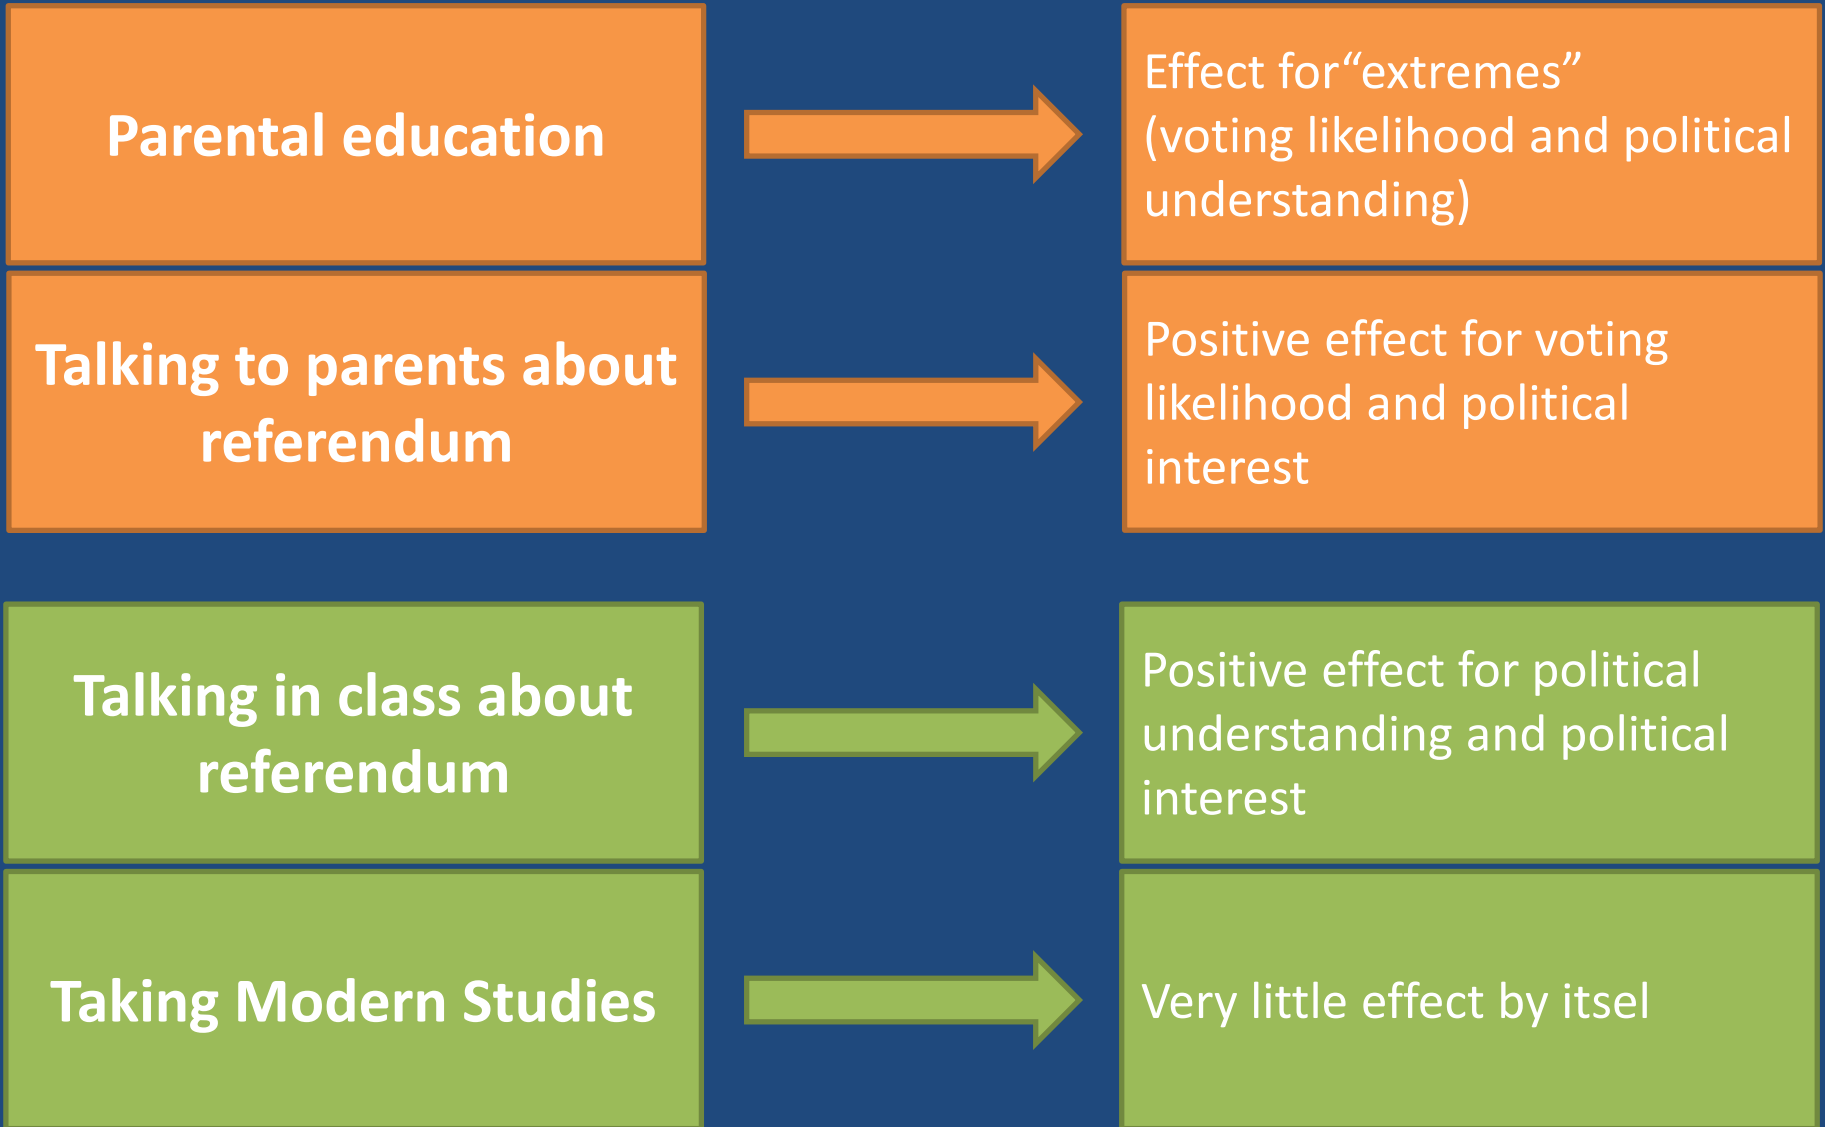 Parental education
Effect for“extremes”
(voting likelihood and political
understanding)
Talking to parents about
referendum
Positive effect for voting
likelihood and political
interest
Talking in class about
referendum
Positive effect for political
understanding and political
interest
Taking Modern Studies
Very little effect by itsel